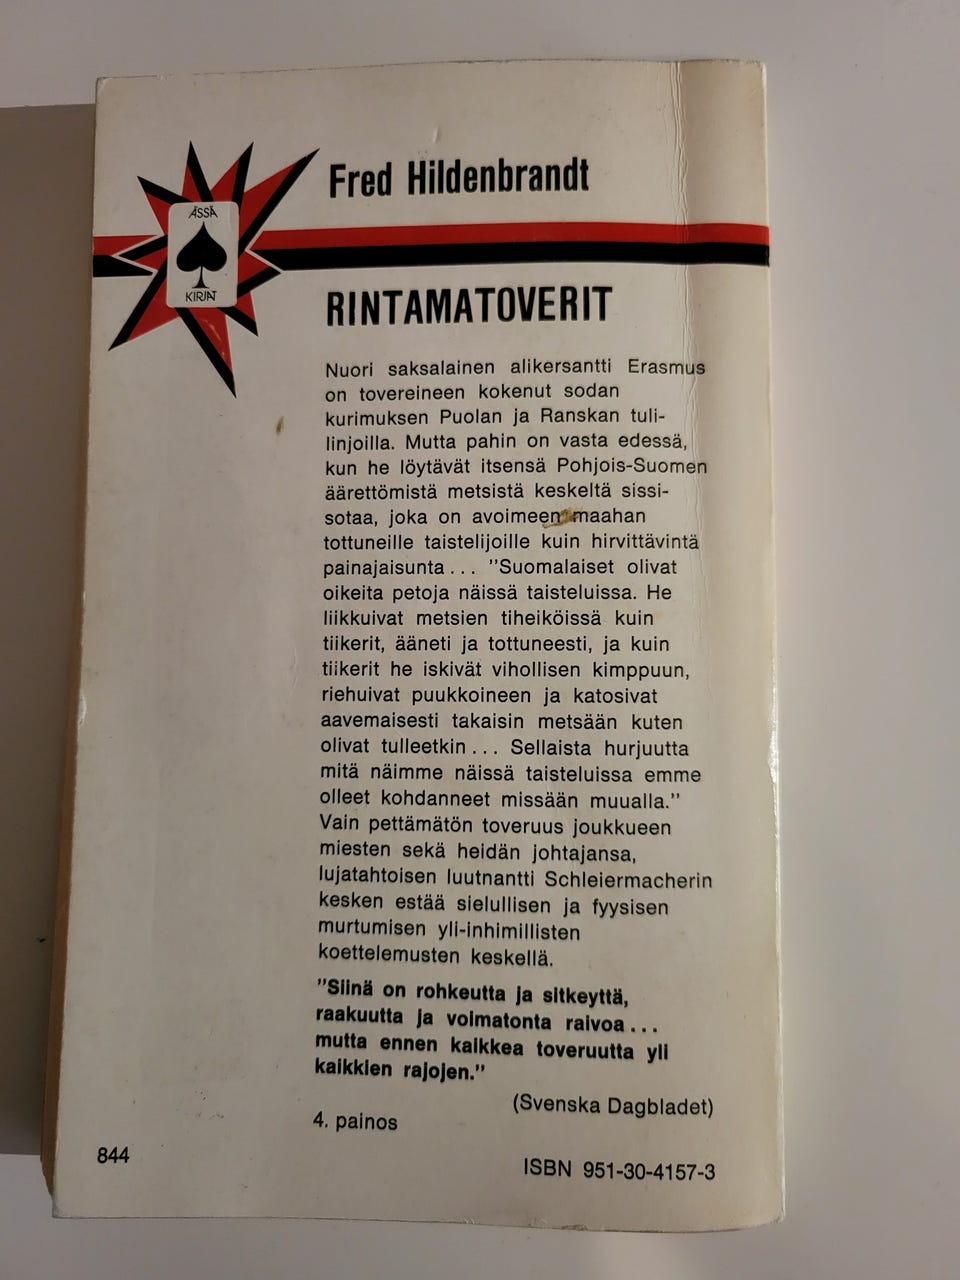 Fred Hildenbrandt
ÄSSÄ
KIRJAT
RINTAMATOVERIT
Nuori saksalainen alikersantti Erasmus
on tovereineen kokenut sodan
kurimuksen Puolan ja Ranskan tuli-
linjoilla. Mutta pahin on vasta edessä,
kun he löytävät itsensä Pohjois-Suomen
äärettömistä metsistä keskeltä sissi-
sotaa, joka on avoimeen maahan
tottuneille taistelijoille kuin hirvittävintä
painajaisunta... ''Suomalaiset olivat
oikeita petoja näissä taisteluissa. He
liikkuivat metsien tiheiköissä kuin
tiikerit, ääneti ja tottuneesti, ja kuin
tiikerit he iskivät vihollisen kimppuun,
riehuivat puukkoineen ja katosivat
aavemaisesti takaisin metsään kuten
olivat tulleetkin... Sellaista hurjuutta
mitä näimme näissä taisteluissa emme
olleet kohdanneet missään muualla.''
Vain pettämätön toveruus joukkueen
miesten sekä heidän johtajansa,
lujatahtoisen luutnantti Schleiermacherin
kesken estää sielullisen ja fyysisen
murtumisen yli-inhimillisten
koettelemusten keskellä.
''Siinä on rohkeutta ja sitkeyttä,
raakuutta ja voimatonta raivoa...
mutta ennen kaikkea toveruutta yli
kaikkien rajojen.''
(Svenska Dagbladet)
4. painos
844
ISBN 951-30-4157-3